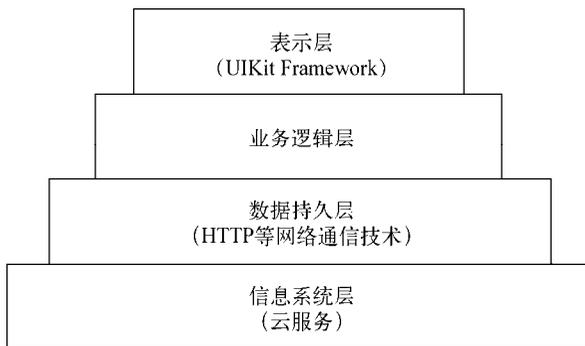 表示层
（UIKit Framework）
业务逻辑层
数据持久层
（HTTP等网络通信技术）
信息系统层
（云服务）